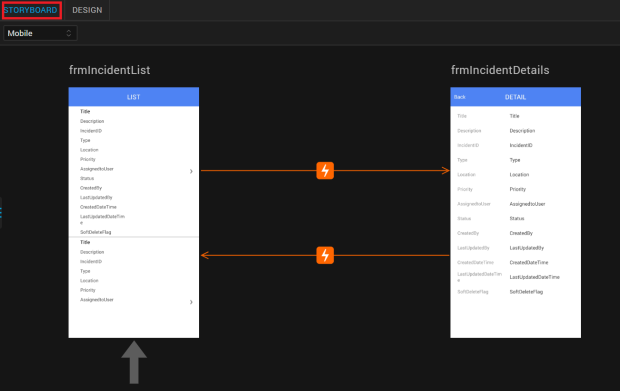 STORYBOARD DESIGN
Mobile
frmIncidentList
LIST
Title
Description
IncidentID
Type
Location
Priority
AssignedtoUser
Status
CreatedBy
LastUpdatedBy
CreatedDateTime
LastUpdatedDateTim
e
SoftDeleteFlag
Title
Description
IncidentID
Type
Location
Priority
AssignedtoUser
frmIncidentDetails
Back DETAIL
Title Title
Description Description
IncidentID IncidentID
Type Type
Location Location
Priority Priority
AssignedtoUser AssignedtoUser
Status Status
CreatedBy CreatedBy
LastUpdatedBy LastUpdatedBy
CreatedDateTime CreatedDateTime
LastUpdatedDateTim LastUpdatedDateTime
e
SoftDeleteFlag SoftDeleteFlag